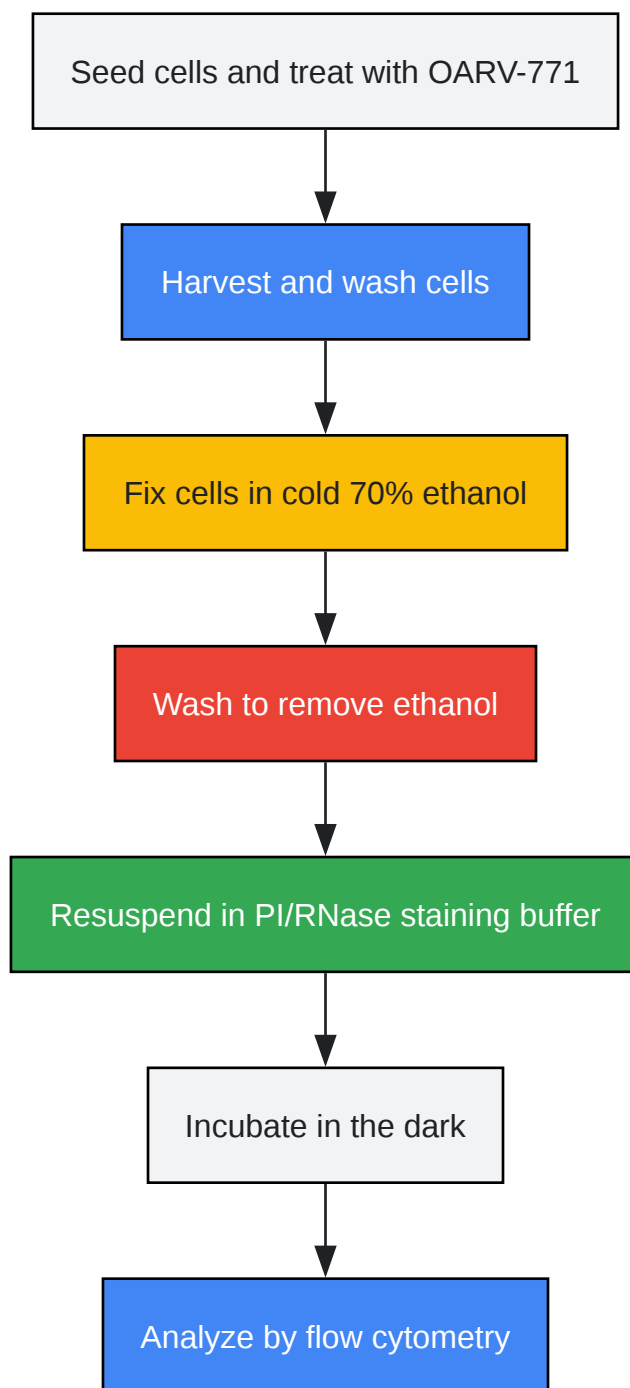 Seed cells and treat with OARV-771
Harvest and wash cells
Fix cells in cold 70% ethanol
Wash to remove ethanol
Resuspend in PI/RNase staining buffer
Incubate in the dark
Analyze by flow cytometry